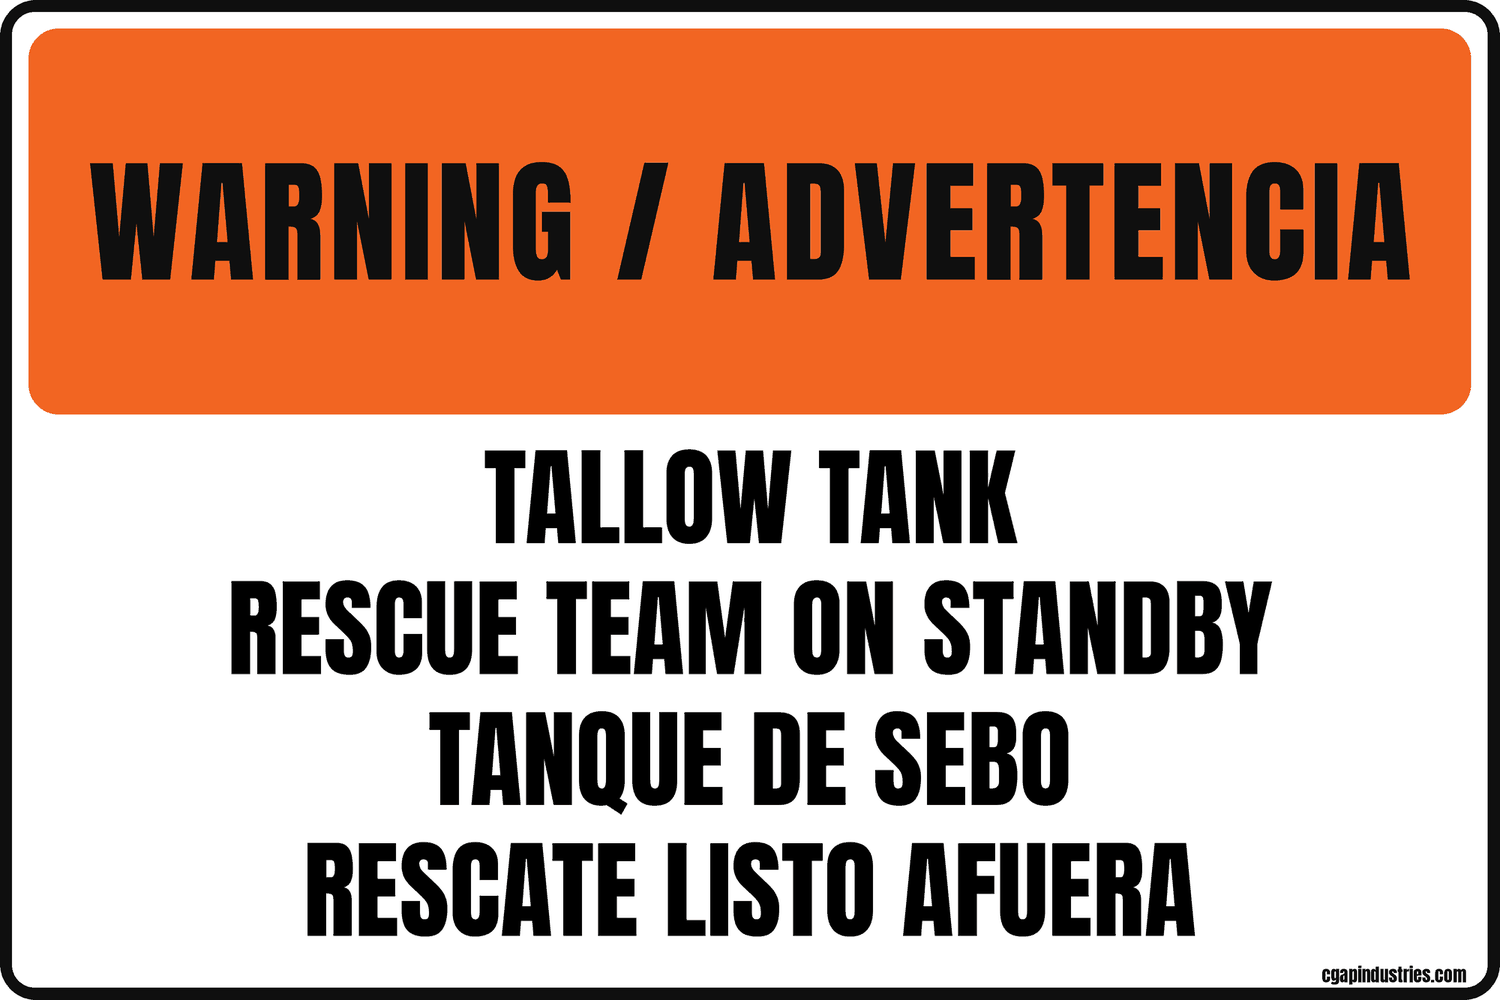 WARNING / ADVERTENCIA
TALLOW TANK
RESCUE TEAM ON STANDBY
TANQUE DE SEBO
RESCATE LISTO AFUERA
cgapindustries.com